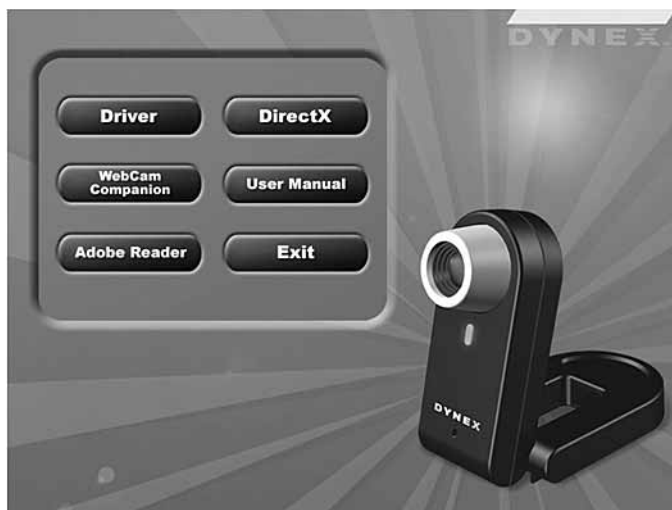 DYNEX
Driver
DirectX
WebCam
Companion
User Manual
Adobe Reader
Exit
DYNEX